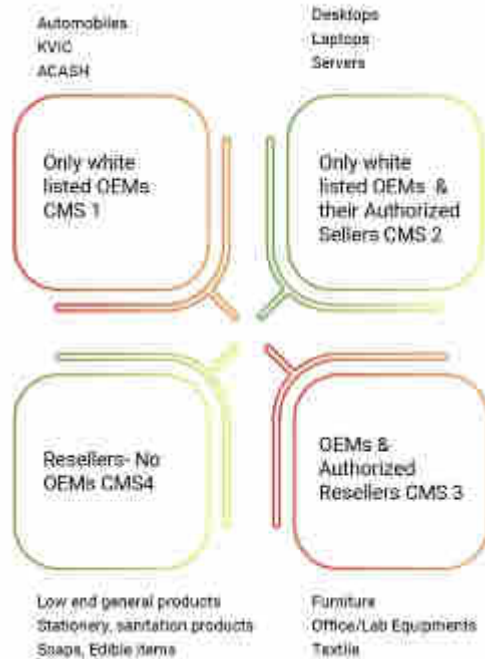 Automobiles
KVIC
ACASH
Desktops
Laptops
Servers
Only white
listed OEMs
CMS 1
Only white
listed OEMs &
their Authorized
Sellers CMS 2
Resellers- No
OEMs CMS4
OEMs &
Authorized
Resellers CMS 3
Low end general products
Stationery, sanitation products
Soaps, Edible items
Furniture
Office/Lab Equipments
Textile